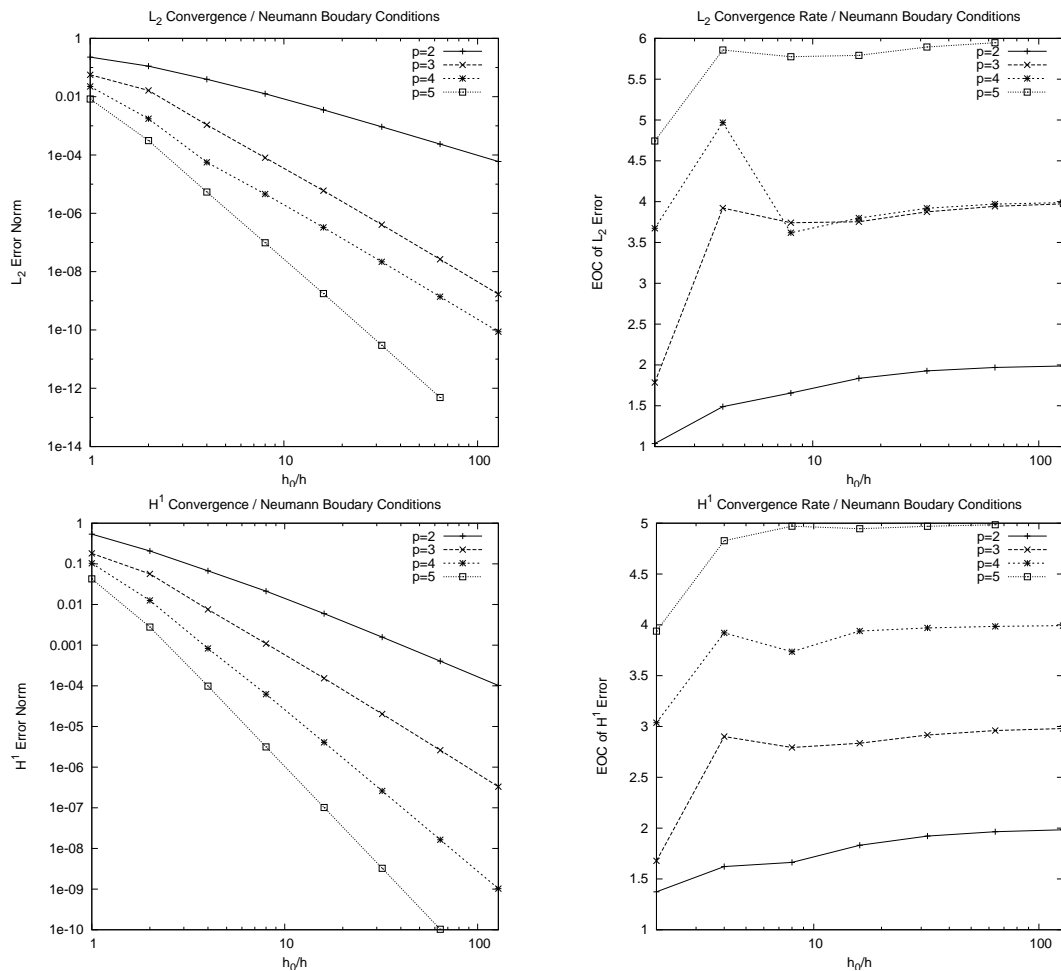 L2 Convergence / Neumann Boudary Conditions
1
0.01
1e-04
1e-06
1e-08
1e-10
1e-12
1e-14
L2 Error Norm
1
10
100
h0/h
p=2
p=3
p=4
p=5
L2 Convergence Rate / Neumann Boudary Conditions
6
5.5
5
4.5
4
3.5
3
2.5
2
1.5
1
EOC of L2 Error
10
100
h0/h
p=2
p=3
p=4
p=5
H1 Convergence / Neumann Boudary Conditions
1
0.1
0.01
0.001
1e-04
1e-05
1e-06
1e-07
1e-08
1e-09
1e-10
H1 Error Norm
1
10
100
h0/h
p=2
p=3
p=4
p=5
H1 Convergence Rate / Neumann Boudary Conditions
5
4.5
4
3.5
3
2.5
2
1.5
1
EOC of H1 Error
10
100
h0/h
p=2
p=3
p=4
p=5